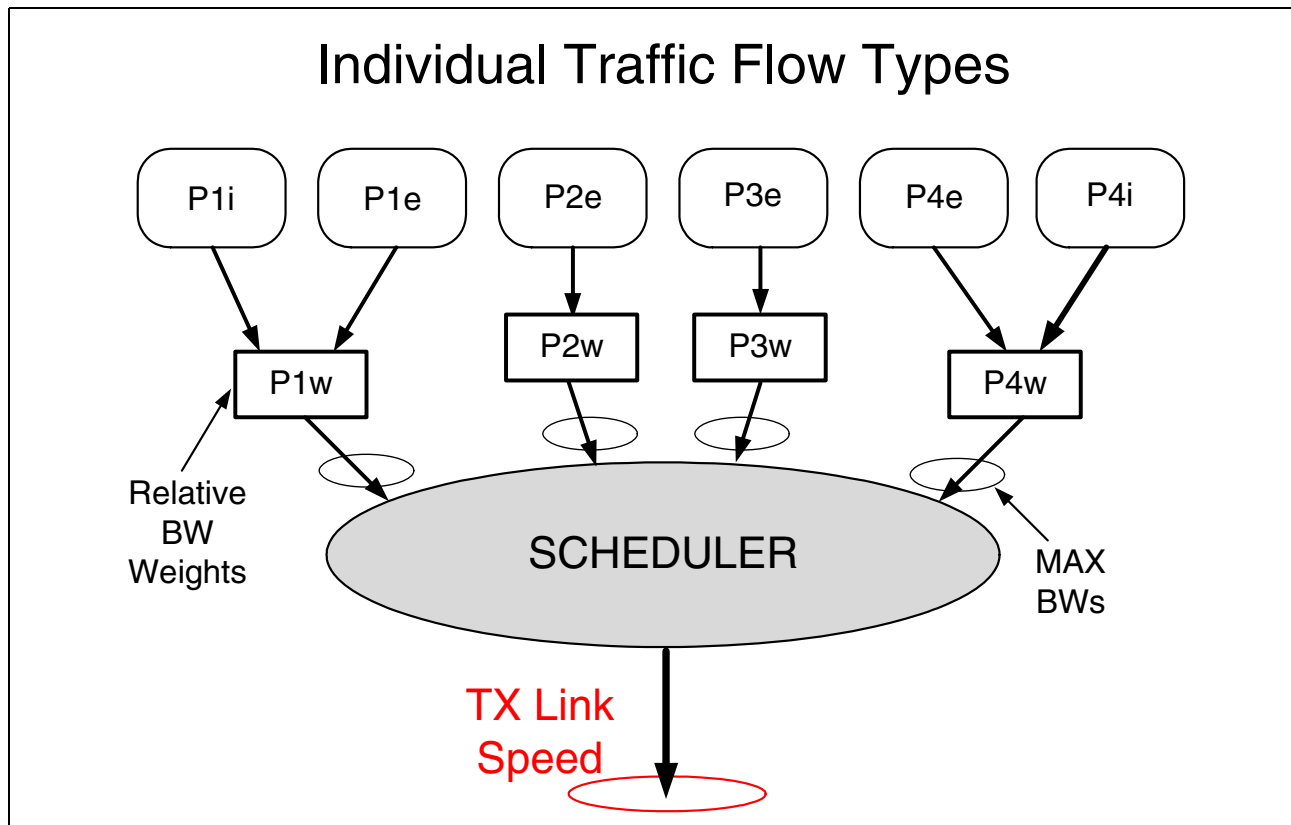 Individual Traffic Flow Types
P1i
P1e
P2e
P3e
P4e
P4i
P1w
P2w
P3w
P4w
Relative
BW
Weights
SCHEDULER
MAX
BWs
TX Link
Speed